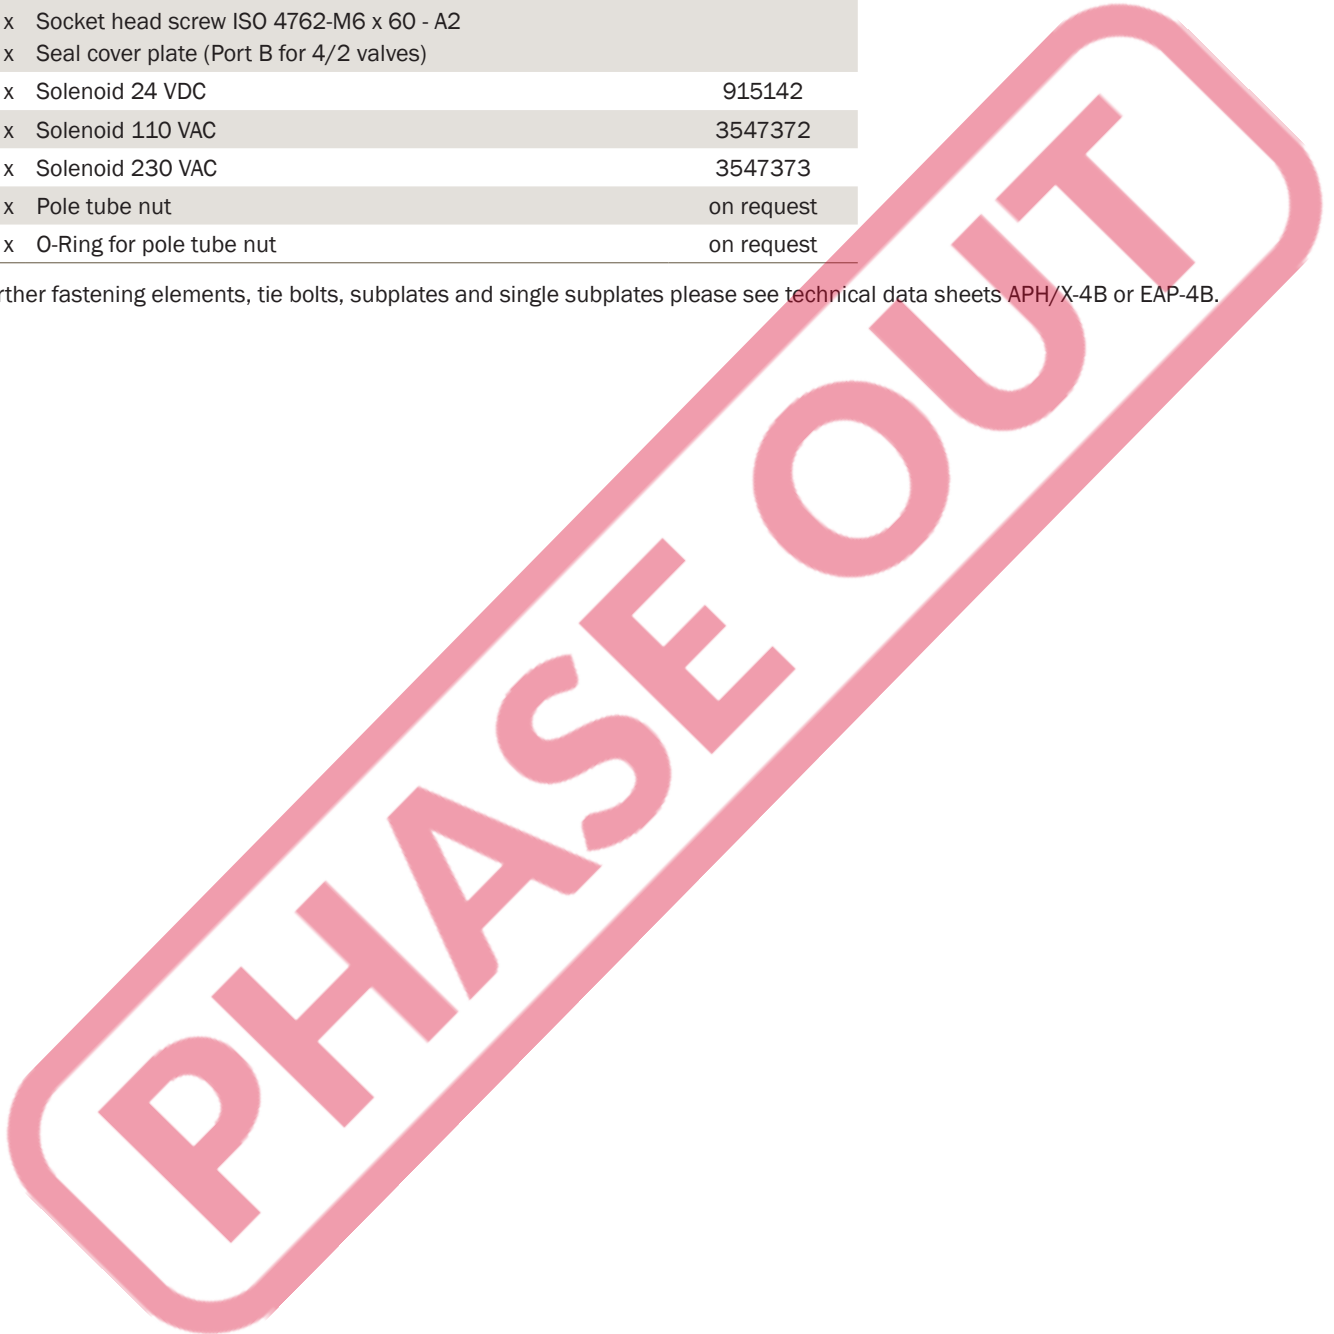 x Socket head screw ISO 4762-M6 x 60 - A2
x Seal cover plate (Port B for 4/2 valves)
x Solenoid 24 VDC 915142
x Solenoid 110 VAC 3547372
x Solenoid 230 VAC 3547373
x Pole tube nut on request
x O-Ring for pole tube nut on request
rther fastening elements, tie bolts, subplates and single subplates please see technical data sheets APH/X-4B or EAP-4B.
PHASE OUT